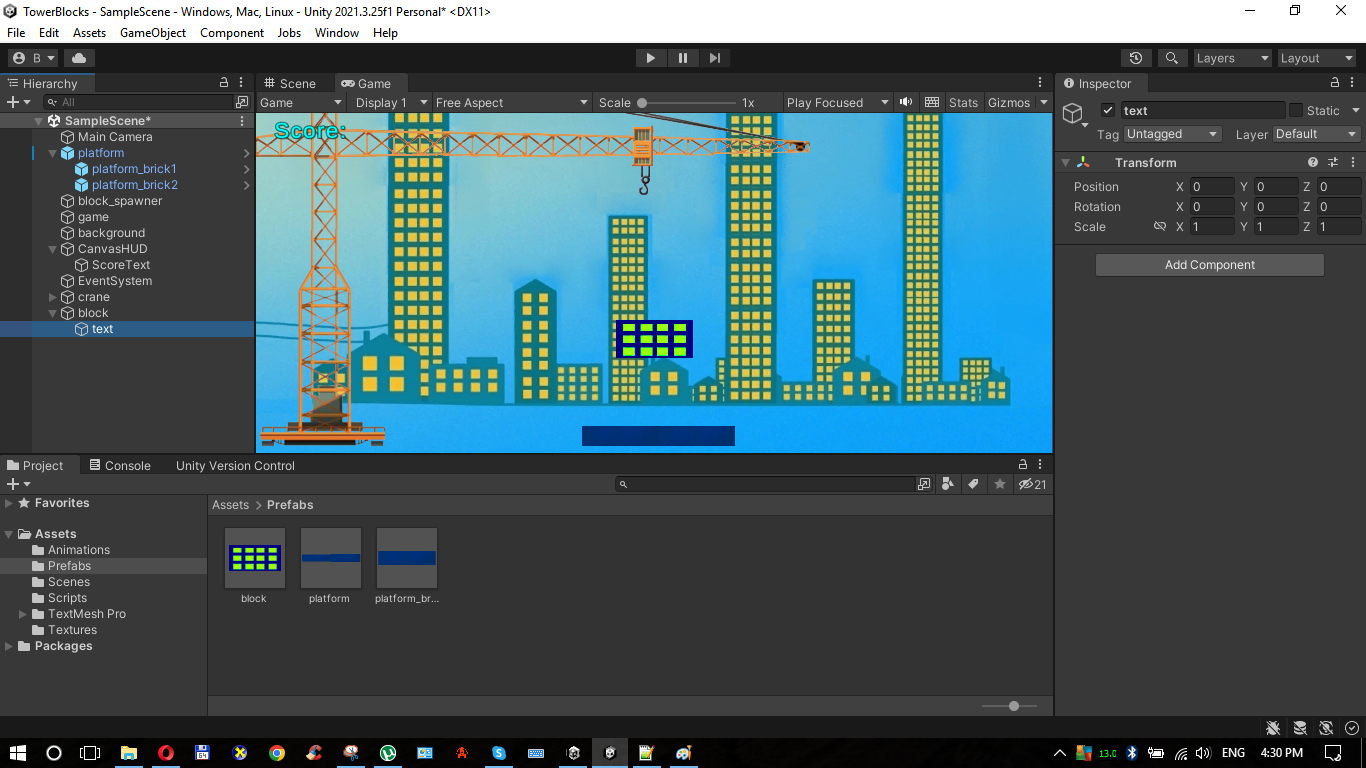 TowerBlocks - SampleScene - Windows, Mac, Linux - Unity 2021.3.25f1 Personal* <DX11>
File Edit Assets GameObject Component Jobs Window Help
B Layers Layout
Hierarchy Scene Game Inspector
All Game Display 1 Free Aspect Scale 1x Play Focused Stats Gizmos text Static
SampleScene* Score:
Tag Untagged Layer Default
Main Camera
platform
platform_brick1
platform_brick2
block_spawner
game
background
CanvasHUD
ScoreText
EventSystem
crane
block
text
Transform
Position X 0 Y 0 Z 0
Rotation X 0 Y 0 Z 0
Scale X 1 Y 1 Z 1
Add Component
Project Console Unity Version Control
21
Favorites
Assets
Animations
Prefabs
Scenes
Scripts
TextMesh Pro
Textures
Packages
Assets > Prefabs
block platform platform_br...
64 13.0 ENG 4:30 PM